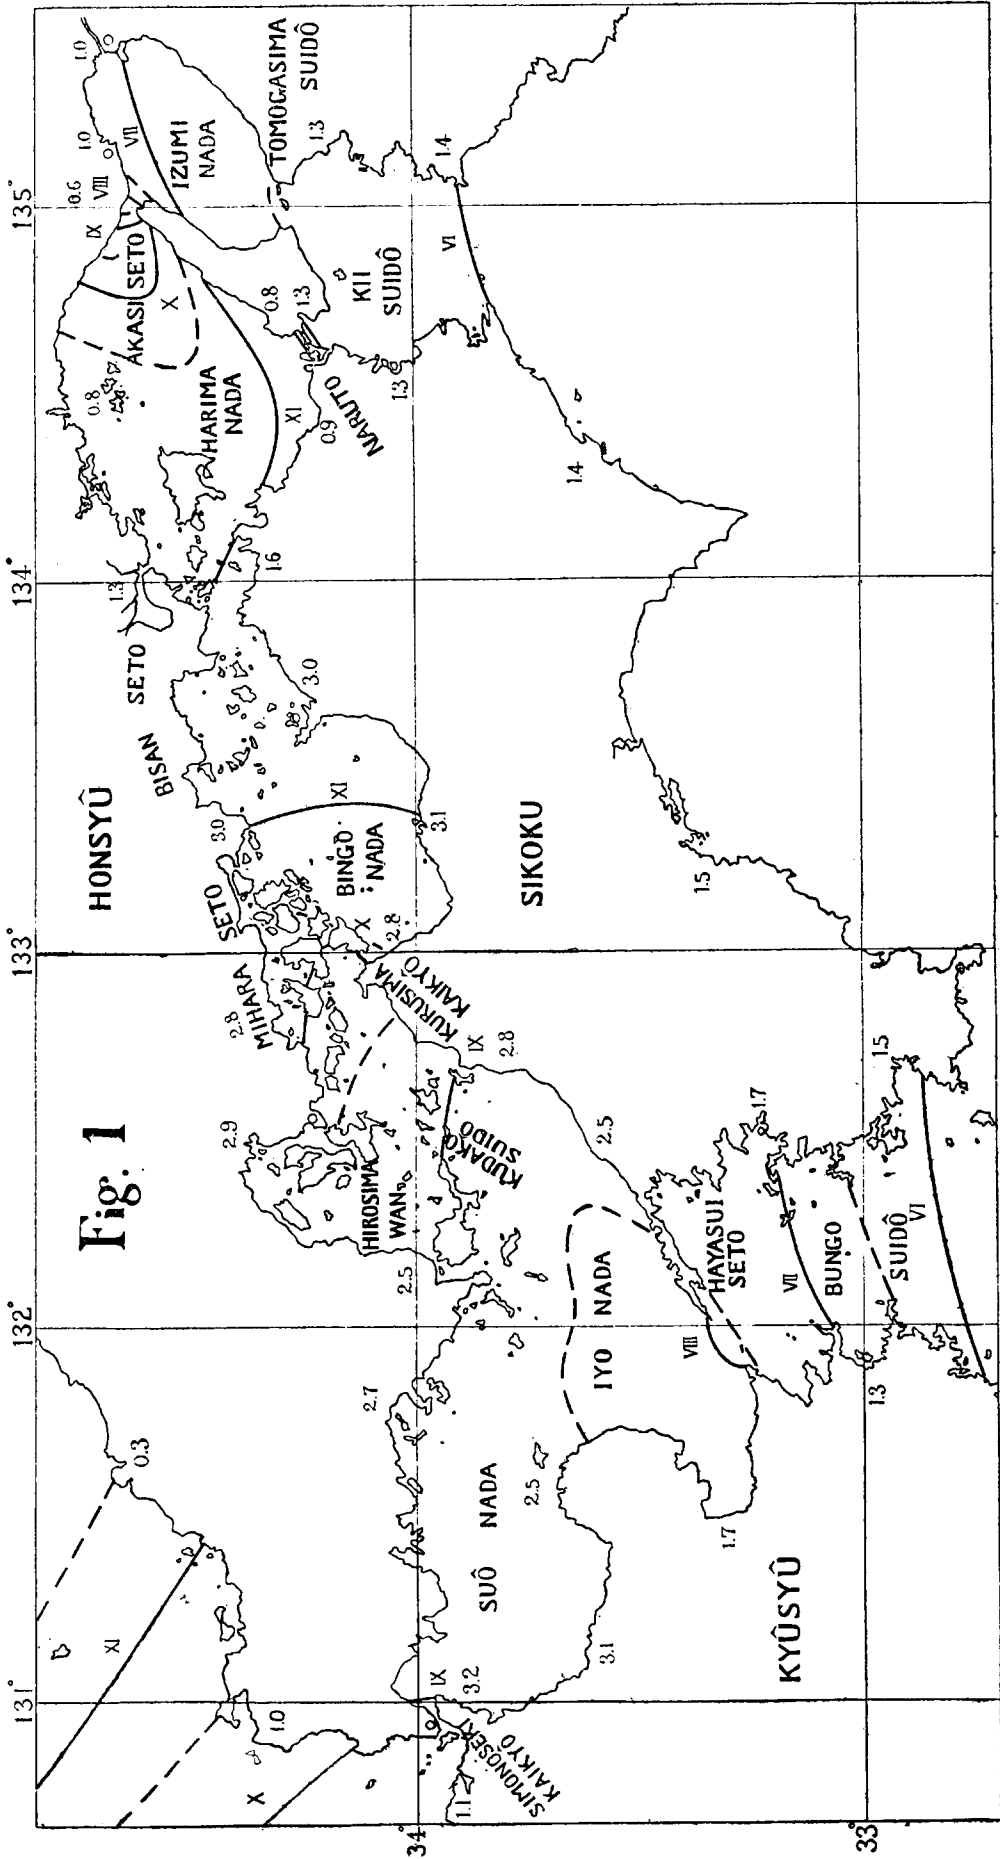 Fig. 1
131°
132°
133°
134°
135°
34°
33°
HONSYÛ
SIKOKU
KYÛSYÛ
XI
X
0.3
1.0
1.1
SIMONOSEKI
KAIKYÔ
IX
3.2
3.1
SUÔ NADA
2.5
2.7
1.7
IYO NADA
VIII
HAYASUI
SETO
VII
BUNGO
SUIDÔ
VI
1.3
1.5
1.7
2.5
2.9
HIROSIMA
WAN
2.5
KUDAKO
SUIDÔ
IX
2.8
MIHARA SETO
2.8
KURUSIMA
KAIKYÔ
X
2.8
BINGO
NADA
3.0
XI
3.1
BISAN SETO
3.0
1.3
1.6
1.5
HARIMA
NADA
0.8
XI
0.9
NARUTO
AKASI SETO
X
IX
0.6
VIII
1.0
VII
1.0
IZUMI
NADA
TOMOGASIMA
SUIDÔ
1.3
0.8
1.3
KII
SUIDÔ
1.3
1.4
VI
1.4